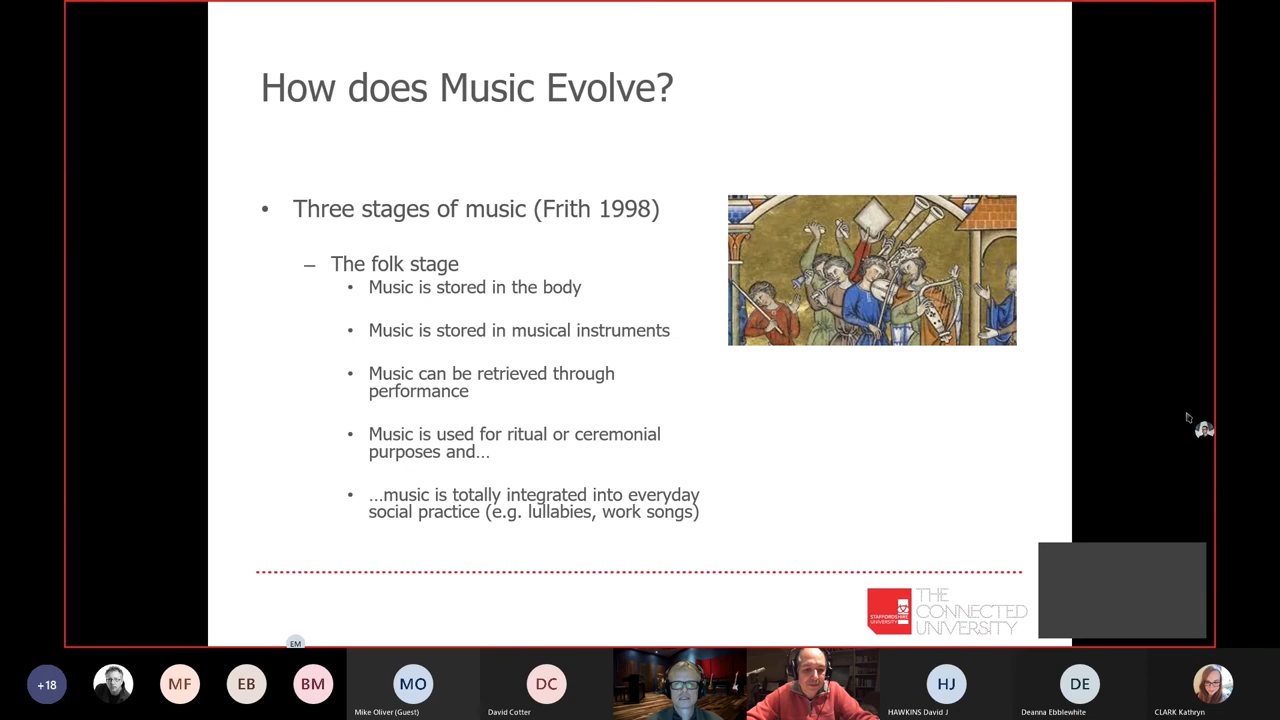 How does Music Evolve?
• Three stages of music (Frith 1998)
– The folk stage
• Music is stored in the body
• Music is stored in musical instruments
• Music can be retrieved through
performance
• Music is used for ritual or ceremonial
purposes and…
• …music is totally integrated into everyday
social practice (e.g. lullabies, work songs)
STAFFORDSHIRE
UNIVERSITY
THE
CONNECTED
UNIVERSITY
EM
+18
MF
EB
BM
MO
Mike Oliver (Guest)
DC
David Cotter
HJ
HAWKINS David J
DE
Deanna Ebblewhite
CLARK Kathryn